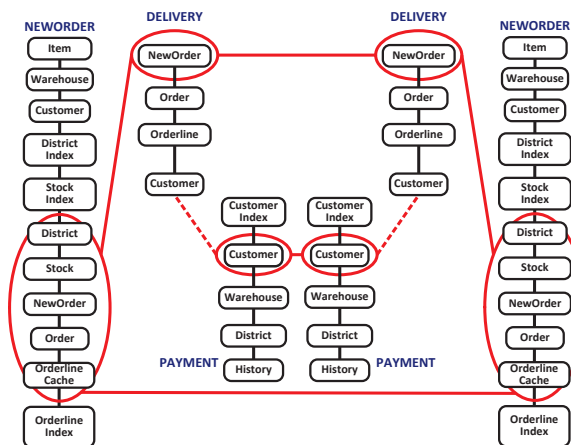 NEWORDER
Item
Warehouse
Customer
District
Index
Stock
Index
District
Stock
NewOrder
Order
Orderline
Cache
Orderline
Index
DELIVERY
NewOrder
Order
Orderline
Customer
Customer
Index
Customer
Warehouse
District
History
PAYMENT
Customer
Index
Customer
Warehouse
District
History
PAYMENT
DELIVERY
NewOrder
Order
Orderline
Customer
NEWORDER
Item
Warehouse
Customer
District
Index
Stock
Index
District
Stock
NewOrder
Order
Orderline
Cache
Orderline
Index